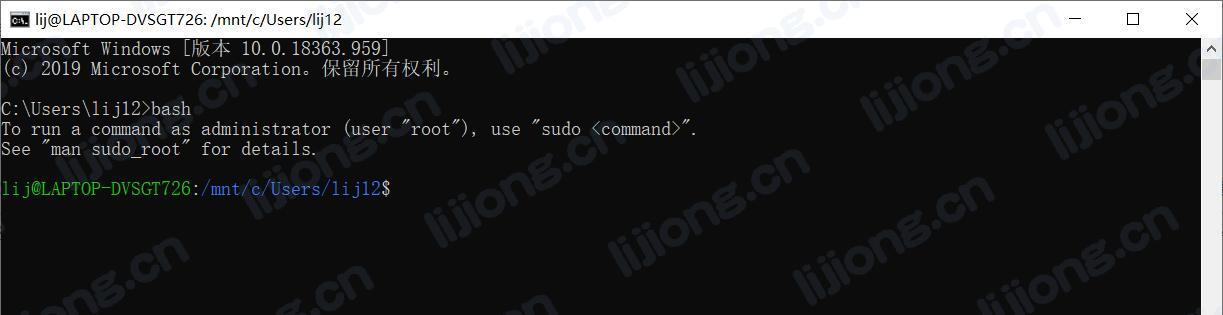 lij@LAPTOP-DVSGT726: /mnt/c/Users/lij12
Microsoft Windows [版本 10.0.18363.959]
(c) 2019 Microsoft Corporation。保留所有权利。
C:\Users\lij12>bash
To run a command as administrator (user "root"), use "sudo <command>".
See "man sudo_root" for details.
lij@LAPTOP-DVSGT726:/mnt/c/Users/lij12$
lijiong.cn
lijiong.cn
lijiong.cn
lijiong.cn
lijiong.cn
lijiong.cn
lijiong.cn
lijiong.cn
lijiong.cn